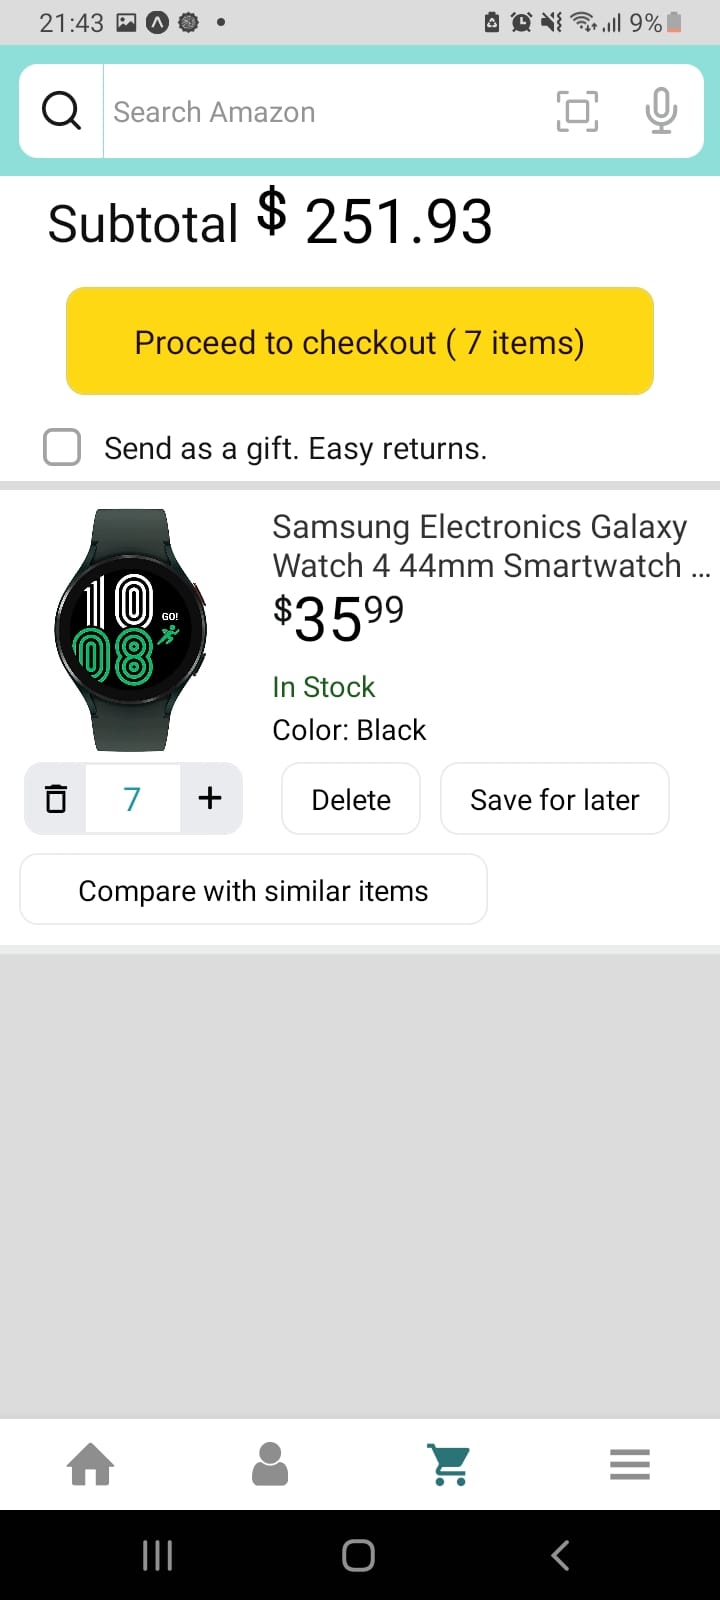 21:43 9%
Search Amazon
Subtotal $ 251.93
Proceed to checkout ( 7 items)
Send as a gift. Easy returns.
Samsung Electronics Galaxy
Watch 4 44mm Smartwatch ...
$35 99
10
GO!
08
In Stock
Color: Black
7 +
Delete
Save for later
Compare with similar items